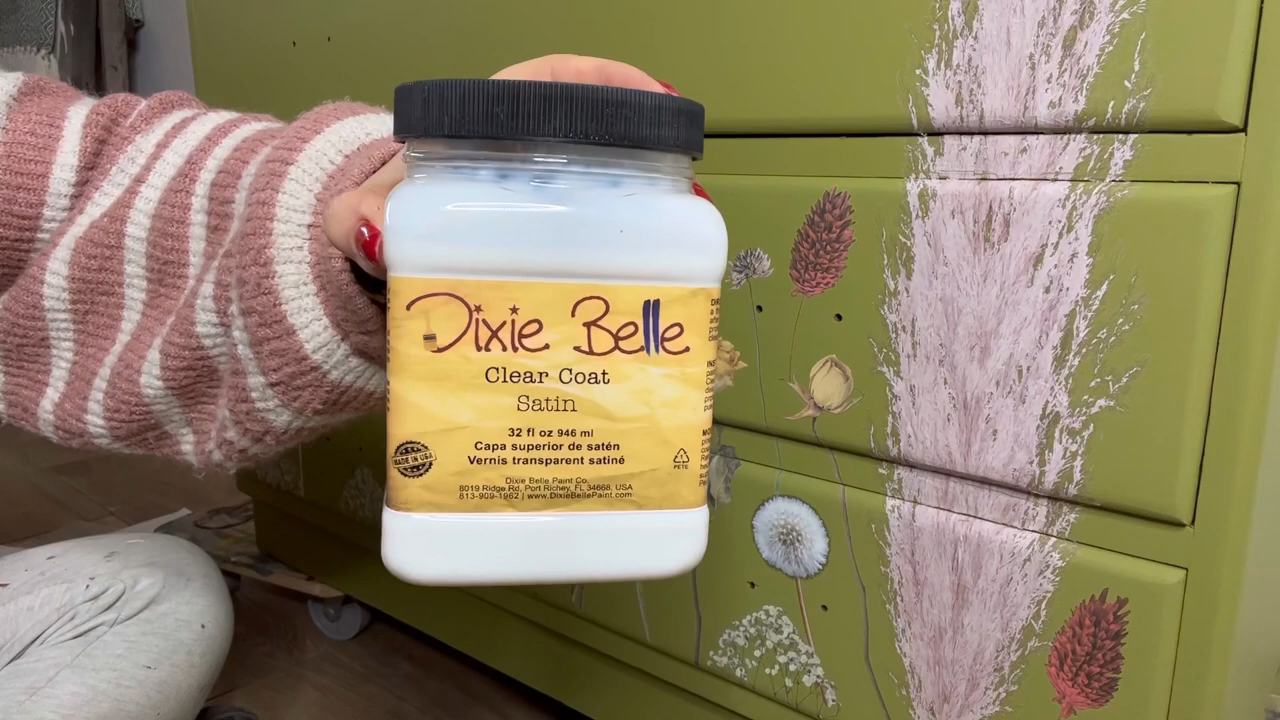 Dixie Belle
Clear Coat
Satin
32 fl oz 946 ml
Capa superior de satén
Vernis transparent satiné
MADE IN USA
PETE
Dixie Belle Paint Co.
8019 Ridge Rd, Port Richey, FL 34668, USA
813-909-1962 | www.DixieBellePaint.com